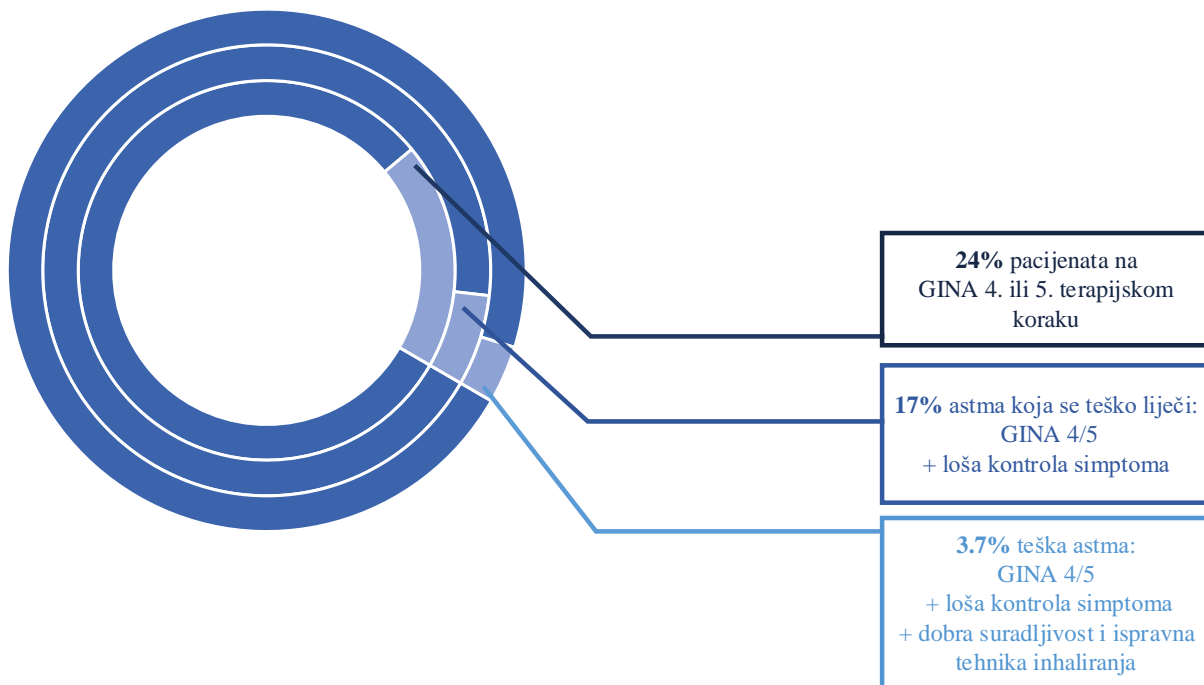 24% pacijenata na
GINA 4. ili 5. terapijskom
koraku
17% astma koja se teško liječi:
GINA 4/5
+ loša kontrola simptoma
3.7% teška astma:
GINA 4/5
+ loša kontrola simptoma
+ dobra suradljivost i ispravna
tehnika inhaliranja